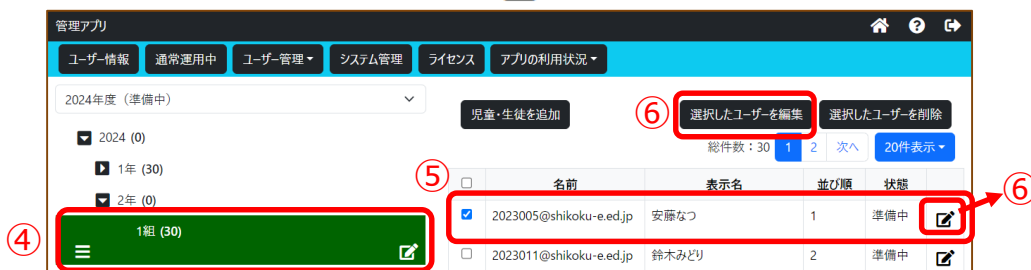 管理アプリ
ユーザー情報 通常運用中 ユーザー管理 システム管理 ライセンス アプリの利用状況
2024年度（準備中）
児童・生徒を追加 ⑥ 選択したユーザーを編集 選択したユーザーを削除
総件数：30 1 2 次へ 20件表示
2024 (0)
1年 (30)
2年 (0)
④ 1組 (30)
⑤ 名前 表示名 並び順 状態
2023005@shikoku-e.ed.jp 安藤なつ 1 準備中 ⑥
2023011@shikoku-e.ed.jp 鈴木みどり 2 準備中